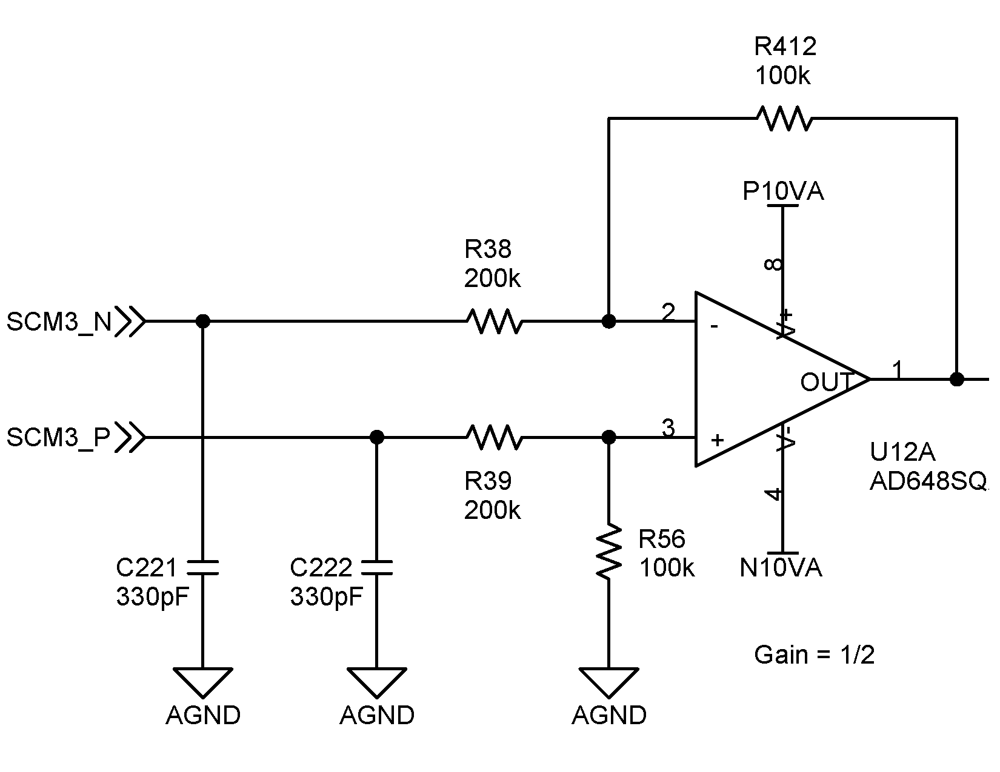 R412
100k
P10VA
8
R38
200k
V+
SCM3_N
2
-
OUT
1
SCM3_P
3
+
V-
U12A
AD648SQ
R39
200k
4
R56
100k
C221
330pF
C222
330pF
N10VA
Gain = 1/2
AGND
AGND
AGND